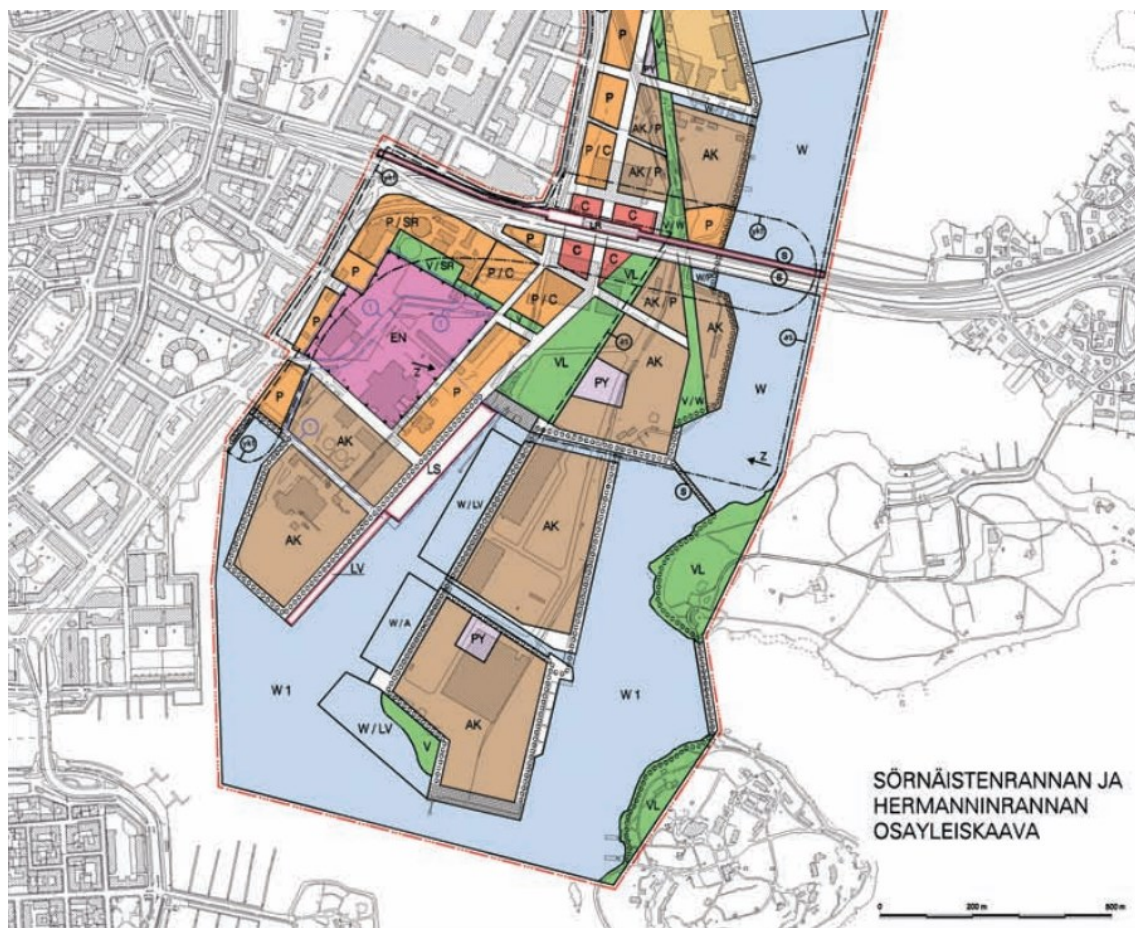 P
V
P
W
AK / P
AK
W
P / C
AK / P
C
C
LR
V / W
P
P / SR
P
C
C
VL
S
S
V / SR
P / C
P
P / C
AK / P
AK
P
EN
Z
VL
AK
W
P
PY
V / W
P
AK
LS
Z
W / LV
S
AK
AK
VL
LV
W / A
PY
W 1
W 1
W / LV
V
AK
VL
SÖRNÄISTENRANNAN JA
HERMANNINRANNAN
OSAYLEISKAAVA
0
200 m
500 m